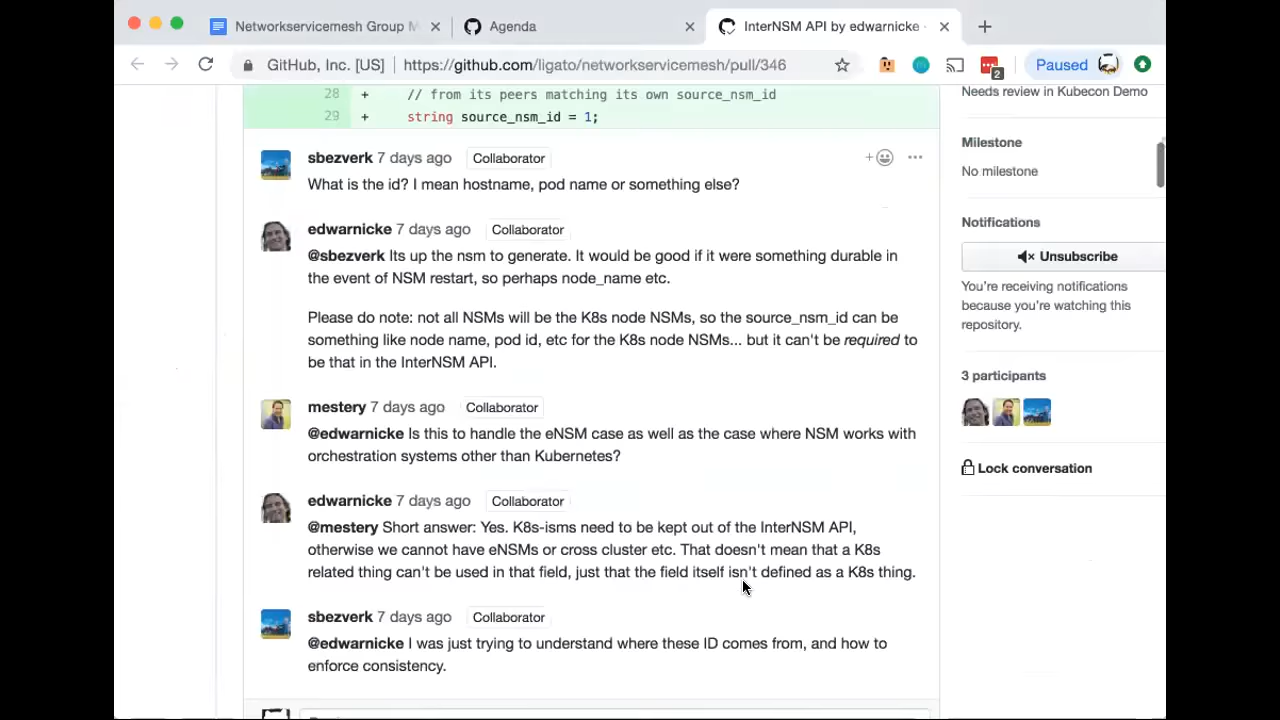 Networkservicemesh Group M
Agenda
InterNSM API by edwarnicke ·
GitHub, Inc. [US]
https://github.com/ligato/networkservicemesh/pull/346
2
Paused
28 + // from its peers matching its own source_nsm_id
29 + string source_nsm_id = 1;
sbezverk 7 days ago Collaborator
What is the id? I mean hostname, pod name or something else?
edwarnicke 7 days ago Collaborator
@sbezverk Its up the nsm to generate. It would be good if it were something durable in
the event of NSM restart, so perhaps node_name etc.
Please do note: not all NSMs will be the K8s node NSMs, so the source_nsm_id can be
something like node name, pod id, etc for the K8s node NSMs... but it can't be required to
be that in the InterNSM API.
mestery 7 days ago Collaborator
@edwarnicke Is this to handle the eNSM case as well as the case where NSM works with
orchestration systems other than Kubernetes?
edwarnicke 7 days ago Collaborator
@mestery Short answer: Yes. K8s-isms need to be kept out of the InterNSM API,
otherwise we cannot have eNSMs or cross cluster etc. That doesn't mean that a K8s
related thing can't be used in that field, just that the field itself isn't defined as a K8s thing.
sbezverk 7 days ago Collaborator
@edwarnicke I was just trying to understand where these ID comes from, and how to
enforce consistency.
Needs review in Kubecon Demo
Milestone
No milestone
Notifications
Unsubscribe
You're receiving notifications
because you're watching this
repository.
3 participants
Lock conversation